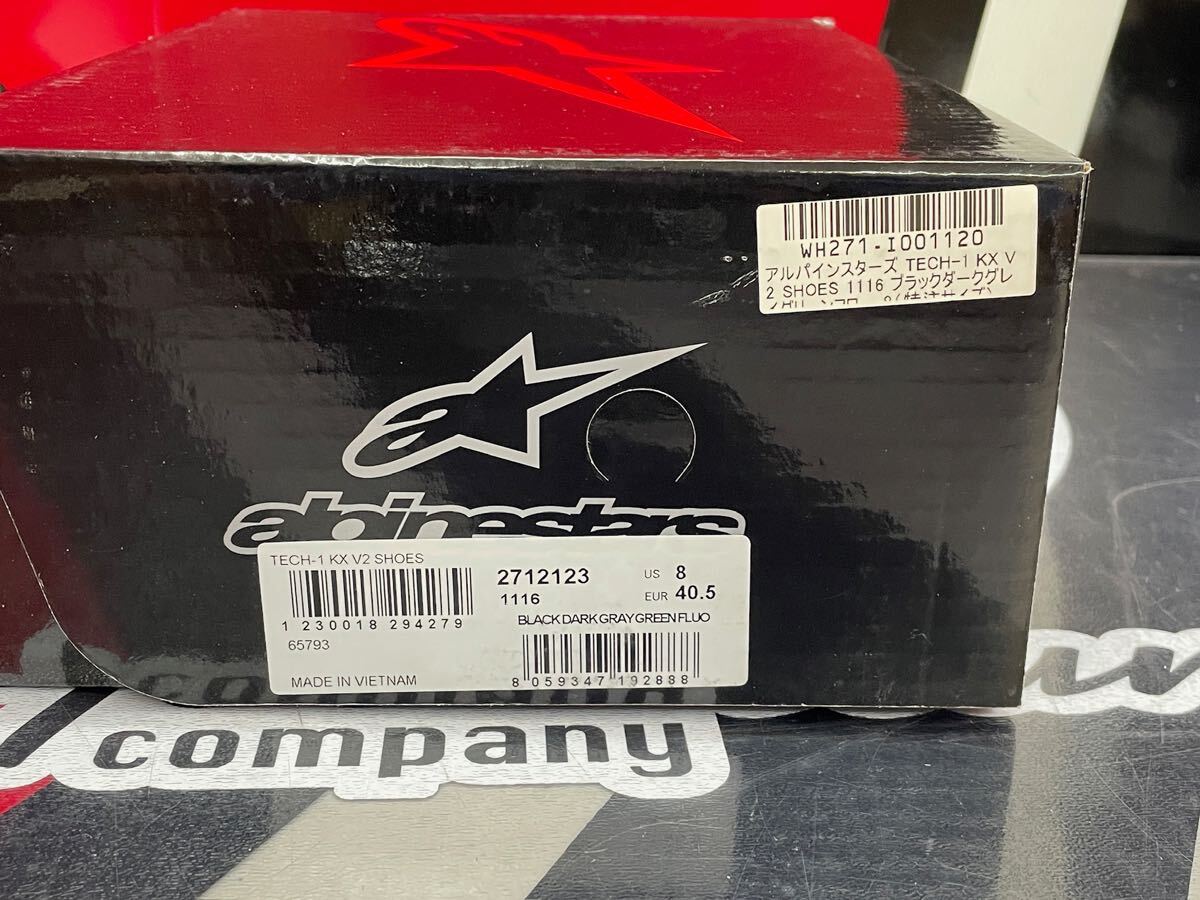 WH271-I001120
アルパインスターズ TECH-1 KX V
2 SHOES 1116 ブラックダークグレ
alpinestars
TECH-1 KX V2 SHOES
2712123
US 8
1116
EUR 40.5
BLACK DARK GRAY GREEN FLUO
1 230018 294279
65793
MADE IN VIETNAM
8 059347 192888
company